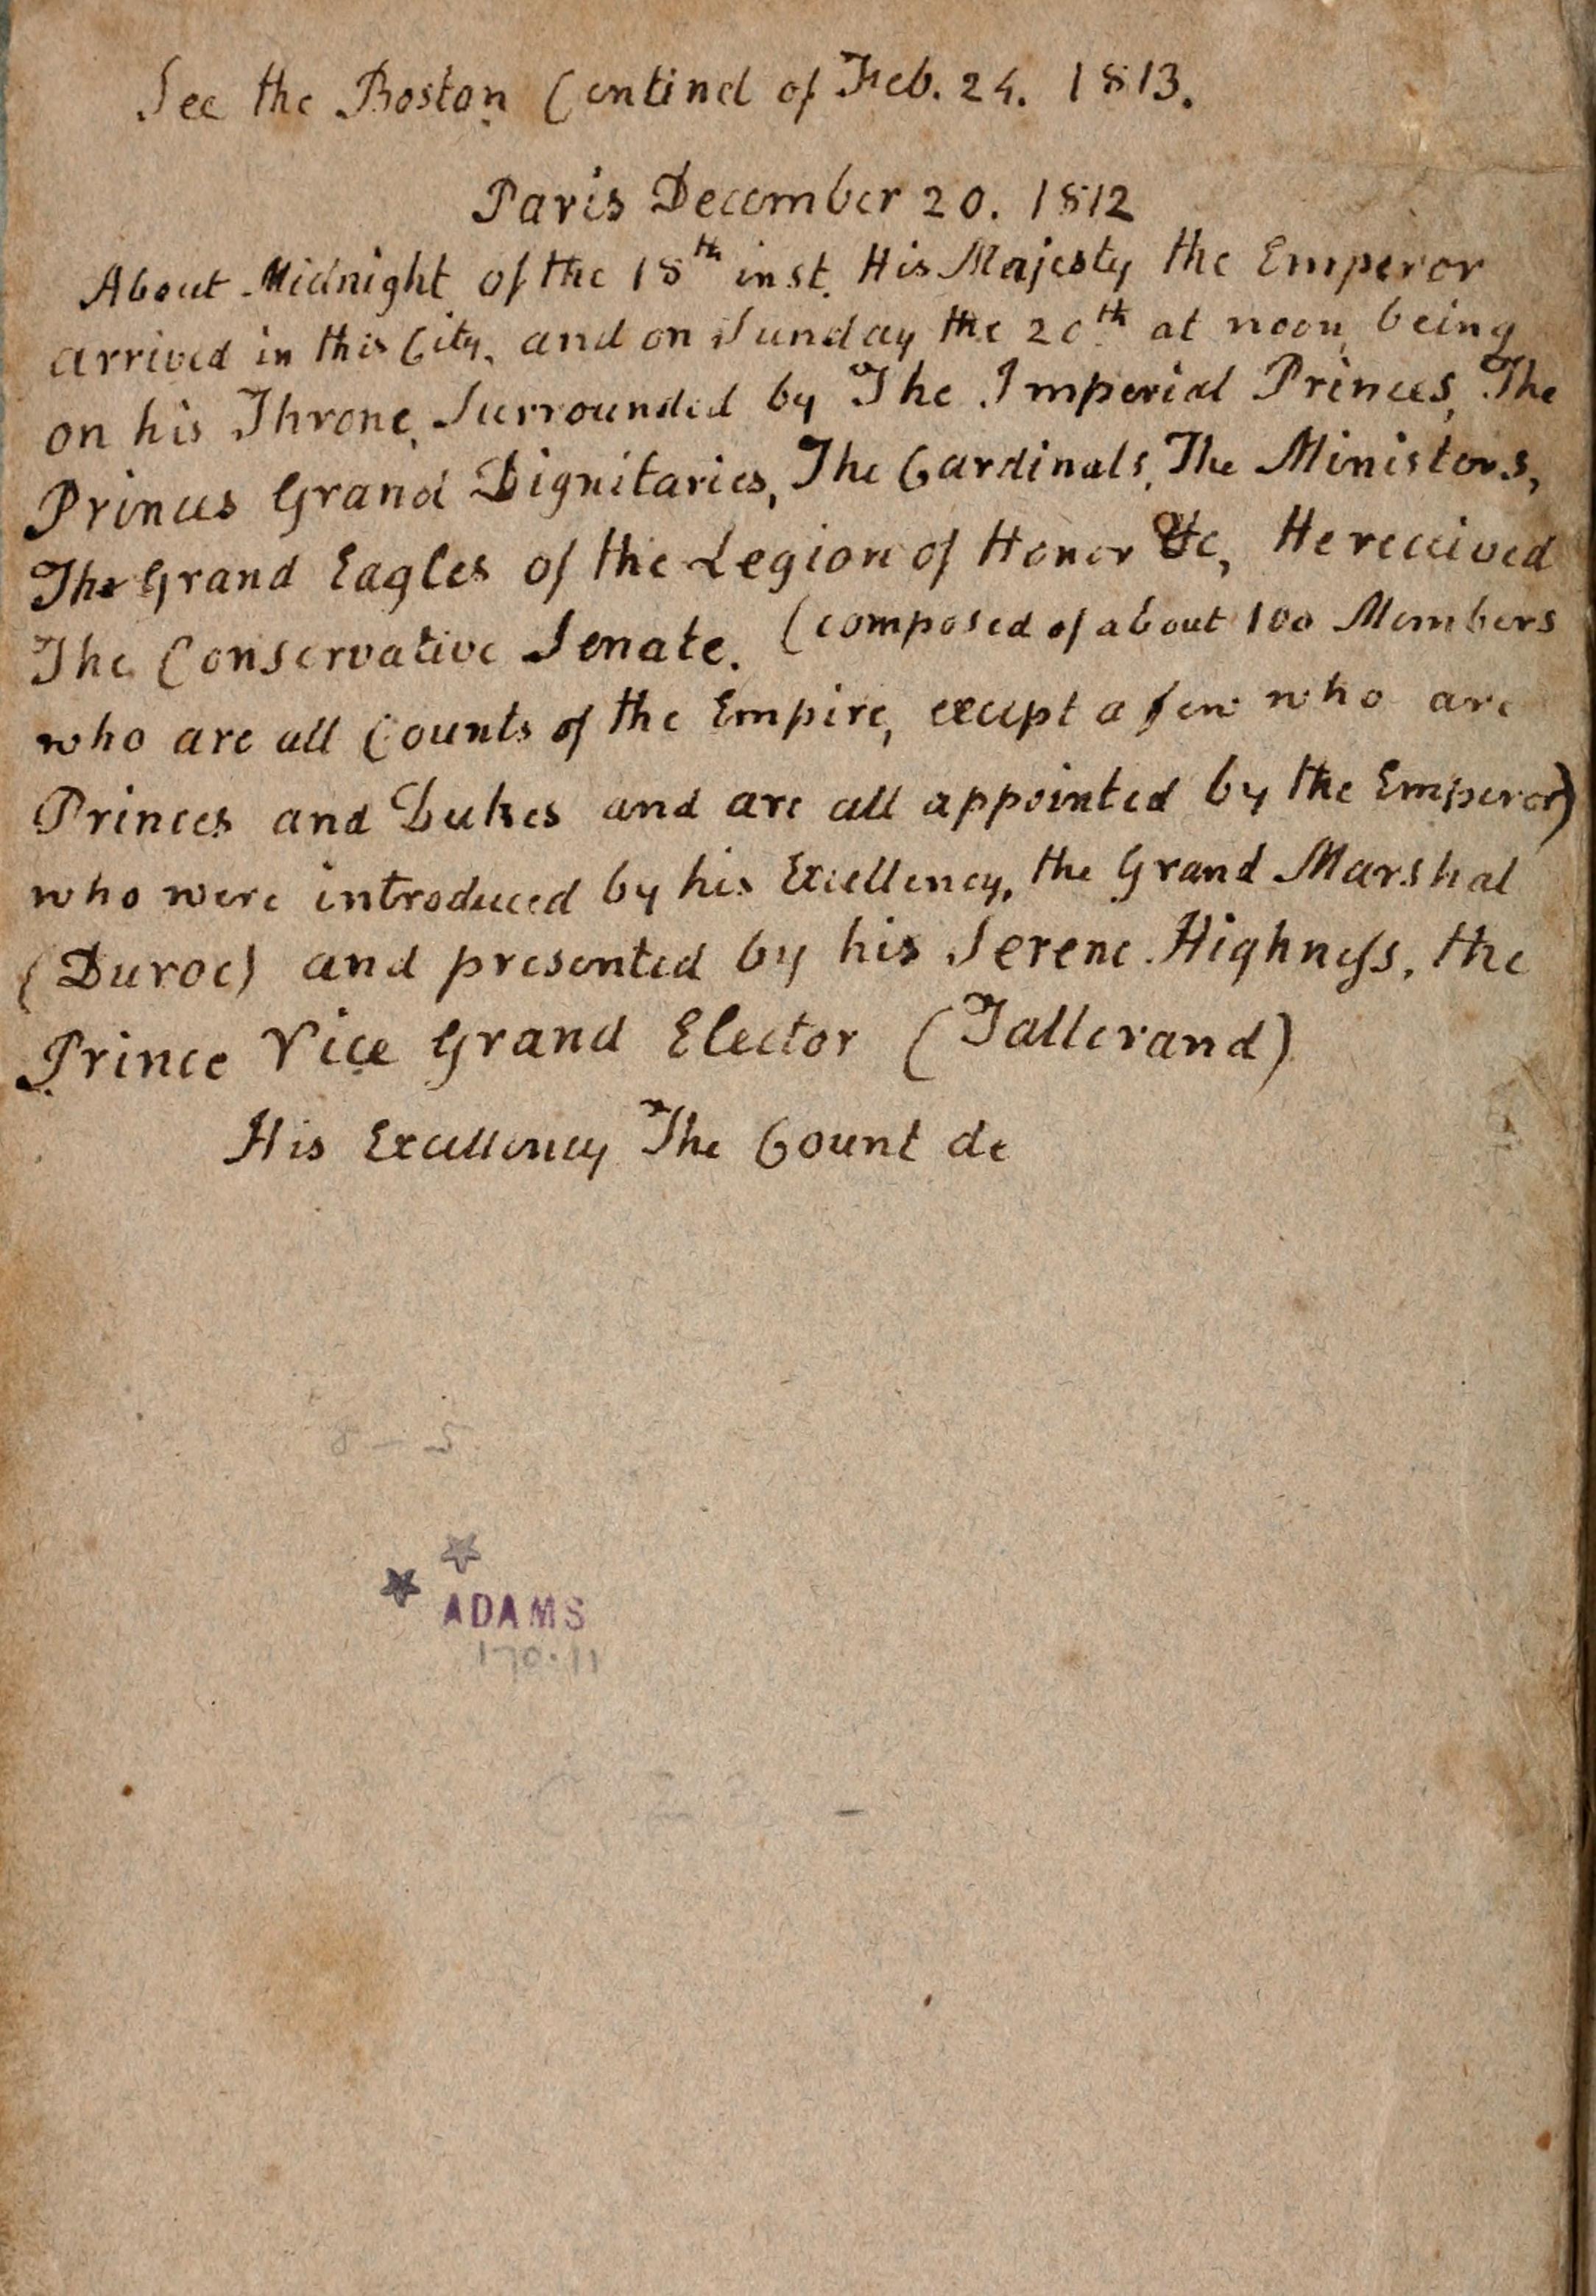 See the Boston Centinel of Feb. 24. 1813.
Paris December 20. 1812
About Midnight of the 18th inst. His Majesty the Emperor
arrived in this City, and on Sunday the 20th at noon, being
on his Throne, Surrounded by The Imperial Princes, The
Princes Grand Dignitaries, The Cardinals, The Ministers,
The Grand Eagles of the Legion of Honor &c, He received
The Conservative Senate. (composed of about 100 Members
who are all Counts of the Empire, except a few who are
Princes and Dukes and are all appointed by the Emperor)
who were introduced by his Excellency, the Grand Marshal
(Duroc) and presented by his Serene Highness, the
Prince Vice Grand Elector (Tallerand)
His Excellency The Count de
ADAMS
170.11